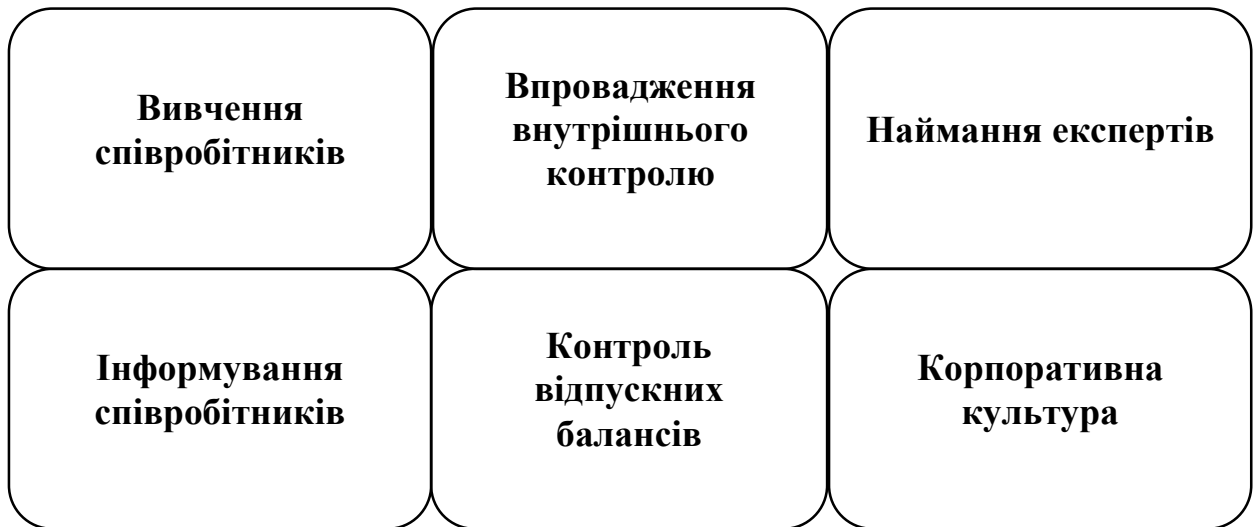 Вивчення
співробітників
Впровадження
внутрішнього
контролю
Наймання експертів
Інформування
співробітників
Контроль
відпускних
балансів
Корпоративна
культура